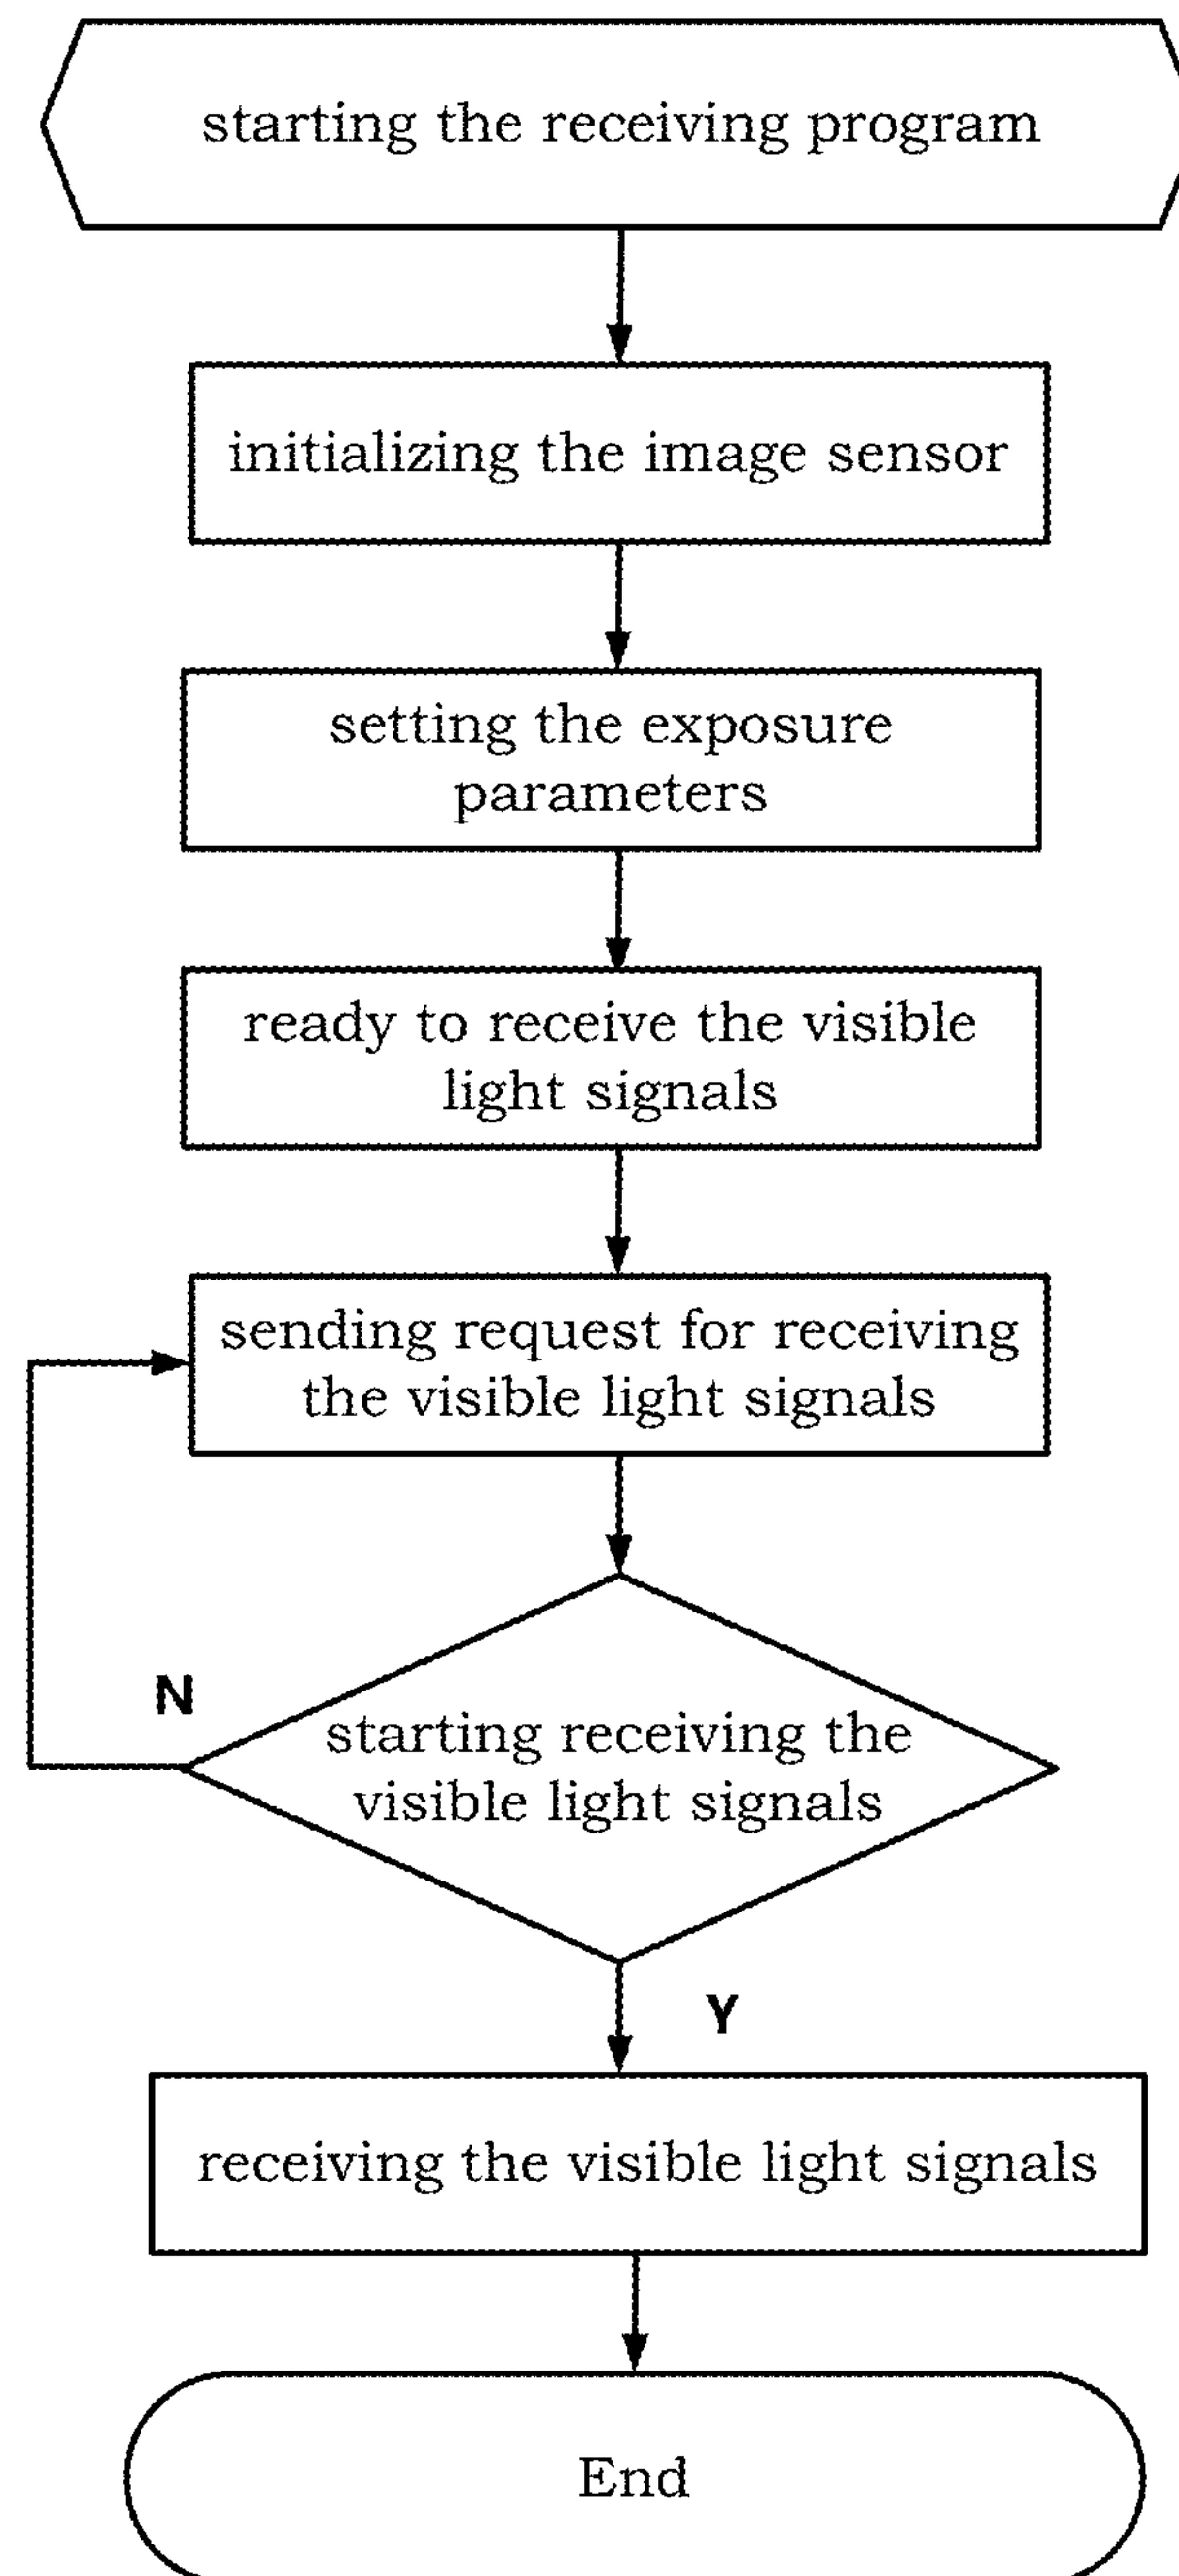 starting the receiving program
initializing the image sensor
setting the exposure
parameters
ready to receive the visible
light signals
sending request for receiving
the visible light signals
N
starting receiving the
visible light signals
Y
receiving the visible light signals
End